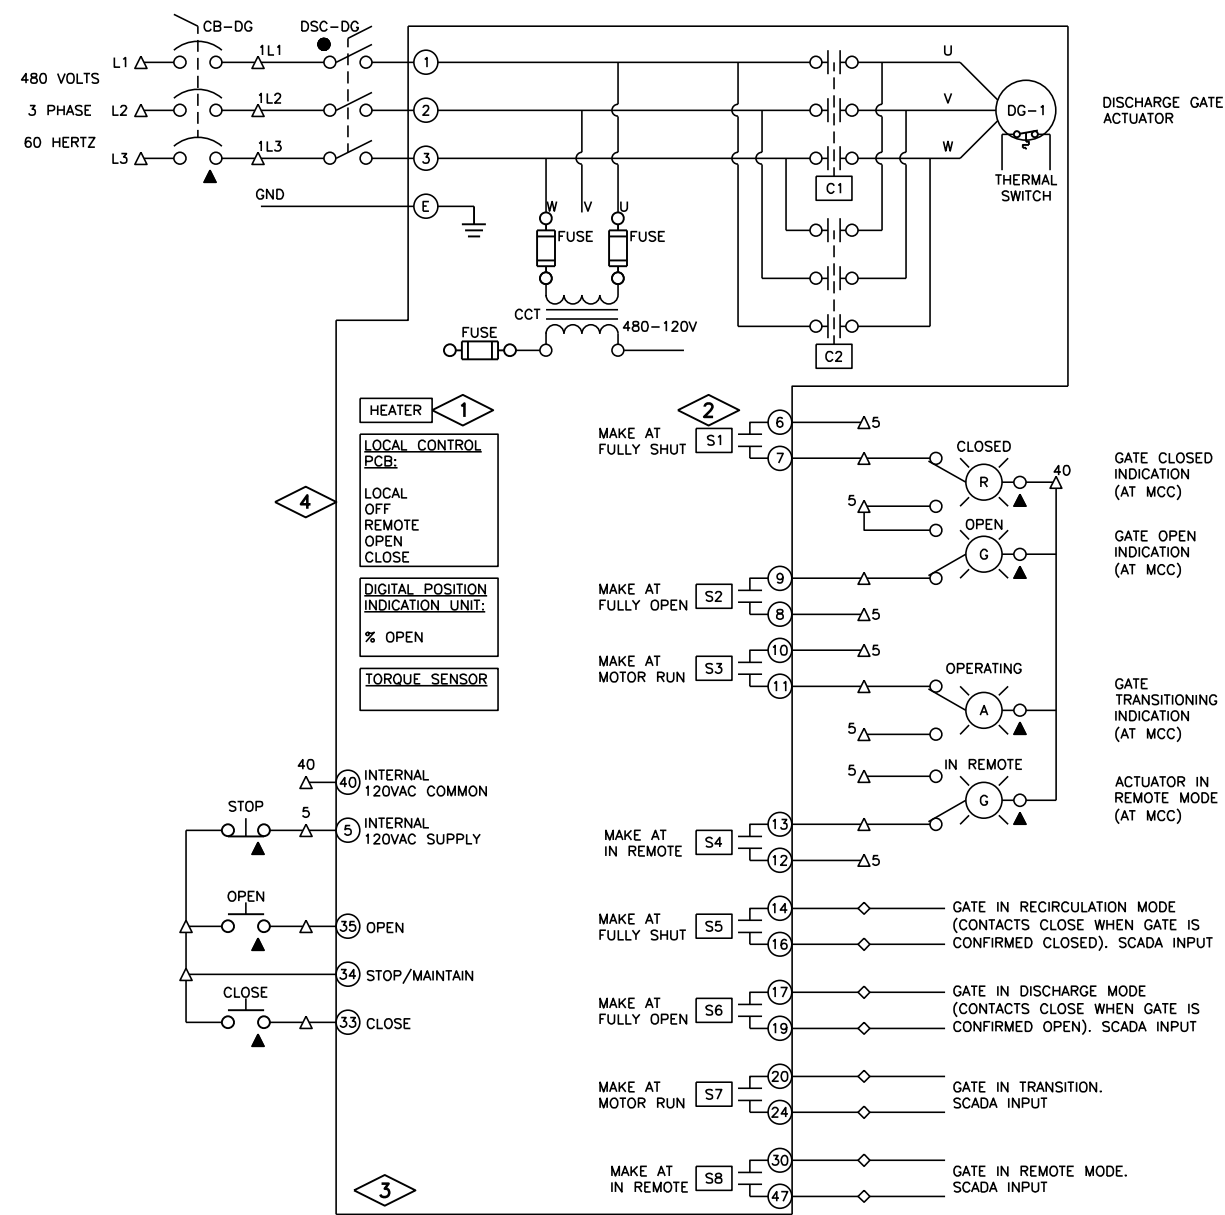 CB-DG
DSC-DG
480 VOLTS
3 PHASE
60 HERTZ
L1
1L1
1
L2
1L2
2
L3
1L3
3
GND
E
U
V
W
DG-1
THERMAL
SWITCH
DISCHARGE GATE
ACTUATOR
C1
C2
W
V
U
FUSE
FUSE
CCT
480-120V
FUSE
HEATER
1
LOCAL CONTROL
PCB:
LOCAL
OFF
REMOTE
OPEN
CLOSE
4
DIGITAL POSITION
INDICATION UNIT:
% OPEN
TORQUE SENSOR
40
40
INTERNAL
120VAC COMMON
STOP
5
5
INTERNAL
120VAC SUPPLY
OPEN
35
OPEN
34
STOP/MAINTAIN
CLOSE
33
CLOSE
3
2
MAKE AT
FULLY SHUT
S1
6
5
7
CLOSED
R
40
GATE CLOSED
INDICATION
(AT MCC)
5
OPEN
G
GATE OPEN
INDICATION
(AT MCC)
MAKE AT
FULLY OPEN
S2
9
8
5
MAKE AT
MOTOR RUN
S3
10
5
11
OPERATING
A
5
GATE
TRANSITIONING
INDICATION
(AT MCC)
5
IN REMOTE
G
ACTUATOR IN
REMOTE MODE
(AT MCC)
MAKE AT
IN REMOTE
S4
13
12
5
MAKE AT
FULLY SHUT
S5
14
16
GATE IN RECIRCULATION MODE
(CONTACTS CLOSE WHEN GATE IS
CONFIRMED CLOSED). SCADA INPUT
MAKE AT
FULLY OPEN
S6
17
19
GATE IN DISCHARGE MODE
(CONTACTS CLOSE WHEN GATE IS
CONFIRMED OPEN). SCADA INPUT
MAKE AT
MOTOR RUN
S7
20
24
GATE IN TRANSITION.
SCADA INPUT
MAKE AT
IN REMOTE
S8
30
47
GATE IN REMOTE MODE.
SCADA INPUT